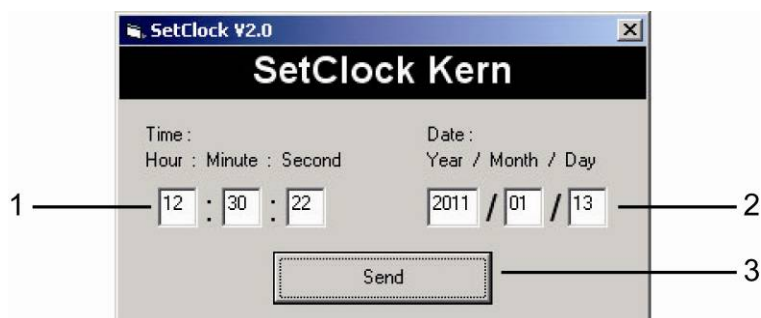 SetClock V2.0
SetClock Kern
Time :
Date :
Hour : Minute : Second
Year / Month / Day
1
12 : 30 : 22
2011 / 01 / 13
2
Send
3